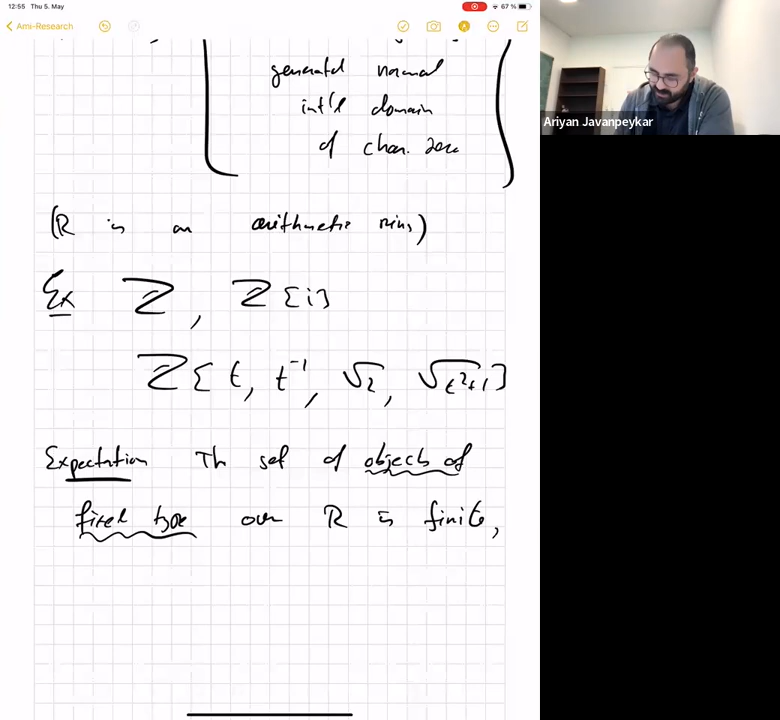 12:55 Thu 5. May
67 %
Ami-Research
generated normal
int'l domain
of char. zero
(R is an arithmetic ring)
Ex Z, Z[i]
Z[t, t⁻¹, √2, √t²+1]
Expectation The set of objects of
fixed type over R is finite,
Ariyan Javanpeykar